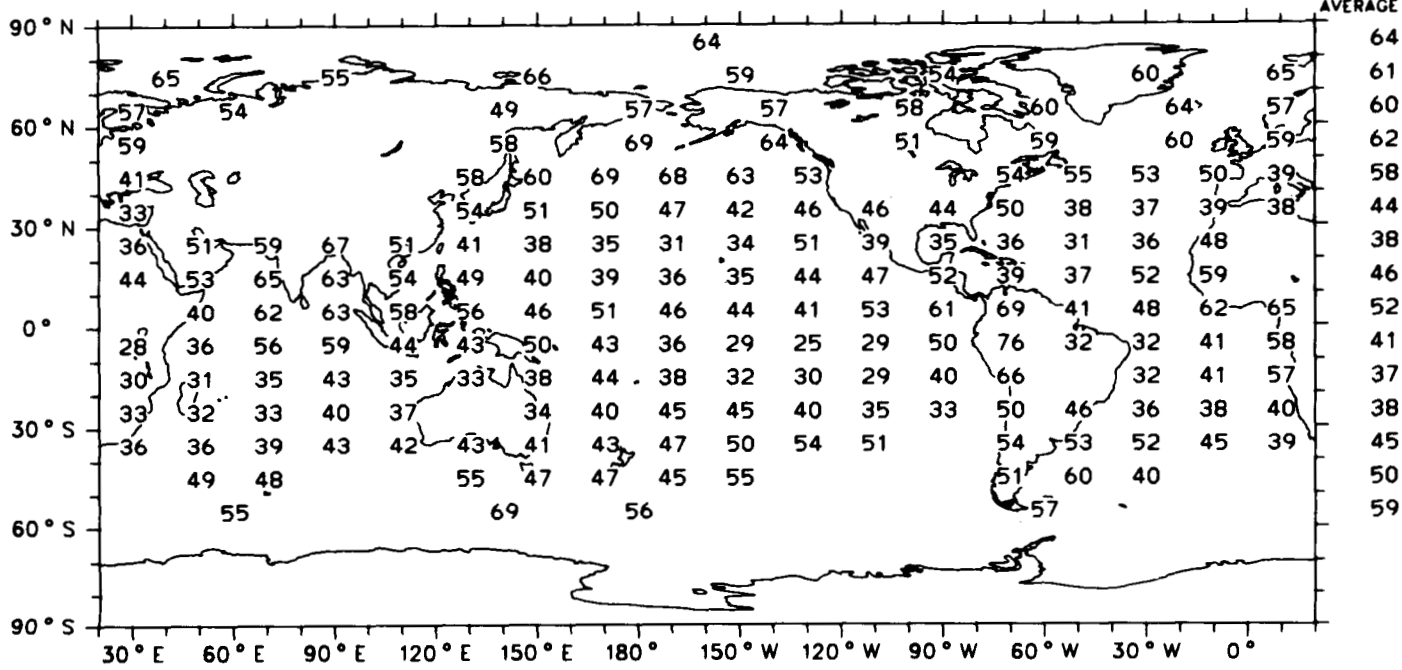 AVERAGE
90° N
64 64
65 55 66 59 54 60 65 61
57 54 49 57 57 58 60 64 57 60
60° N
59 58 69 64 51 59 60 59 62
41 58 60 69 68 63 53 54 55 53 50 39 58
33 54 51 50 47 42 46 46 44 50 38 37 39 38 44
30° N
36 51 59 67 51 41 38 35 31 34 51 39 35 36 31 36 48 38
44 53 65 63 54 49 40 39 36 35 44 47 52 39 37 52 59 46
40 62 63 58 56 46 51 46 44 41 53 61 69 41 48 62 65 52
0°
28 36 56 59 44 43 50 43 36 29 25 29 50 76 32 32 41 58 41
30 31 35 43 35 33 38 44 38 32 30 29 40 66 32 41 57 37
33 32 33 40 37 34 40 45 45 40 35 33 50 46 36 38 40 38
30° S
36 36 39 43 42 43 41 43 47 50 54 51 54 53 52 45 39 45
49 48 55 47 47 45 55 51 60 40 50
55 69 56 57 59
60° S
90° S
30° E 60° E 90° E 120° E 150° E 180° 150° W 120° W 90° W 60° W 30° W 0°